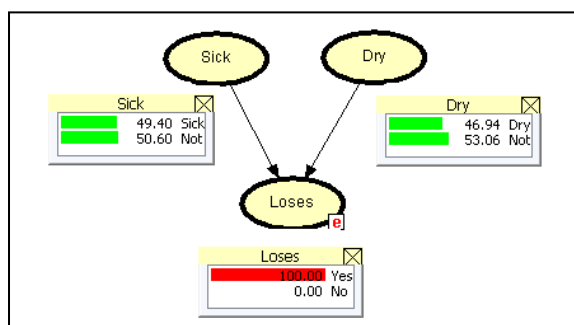 Sick
Dry
Sick
49.40 Sick
50.60 Not
Dry
46.94 Dry
53.06 Not
Loses
e
Loses
100.00 Yes
0.00 No